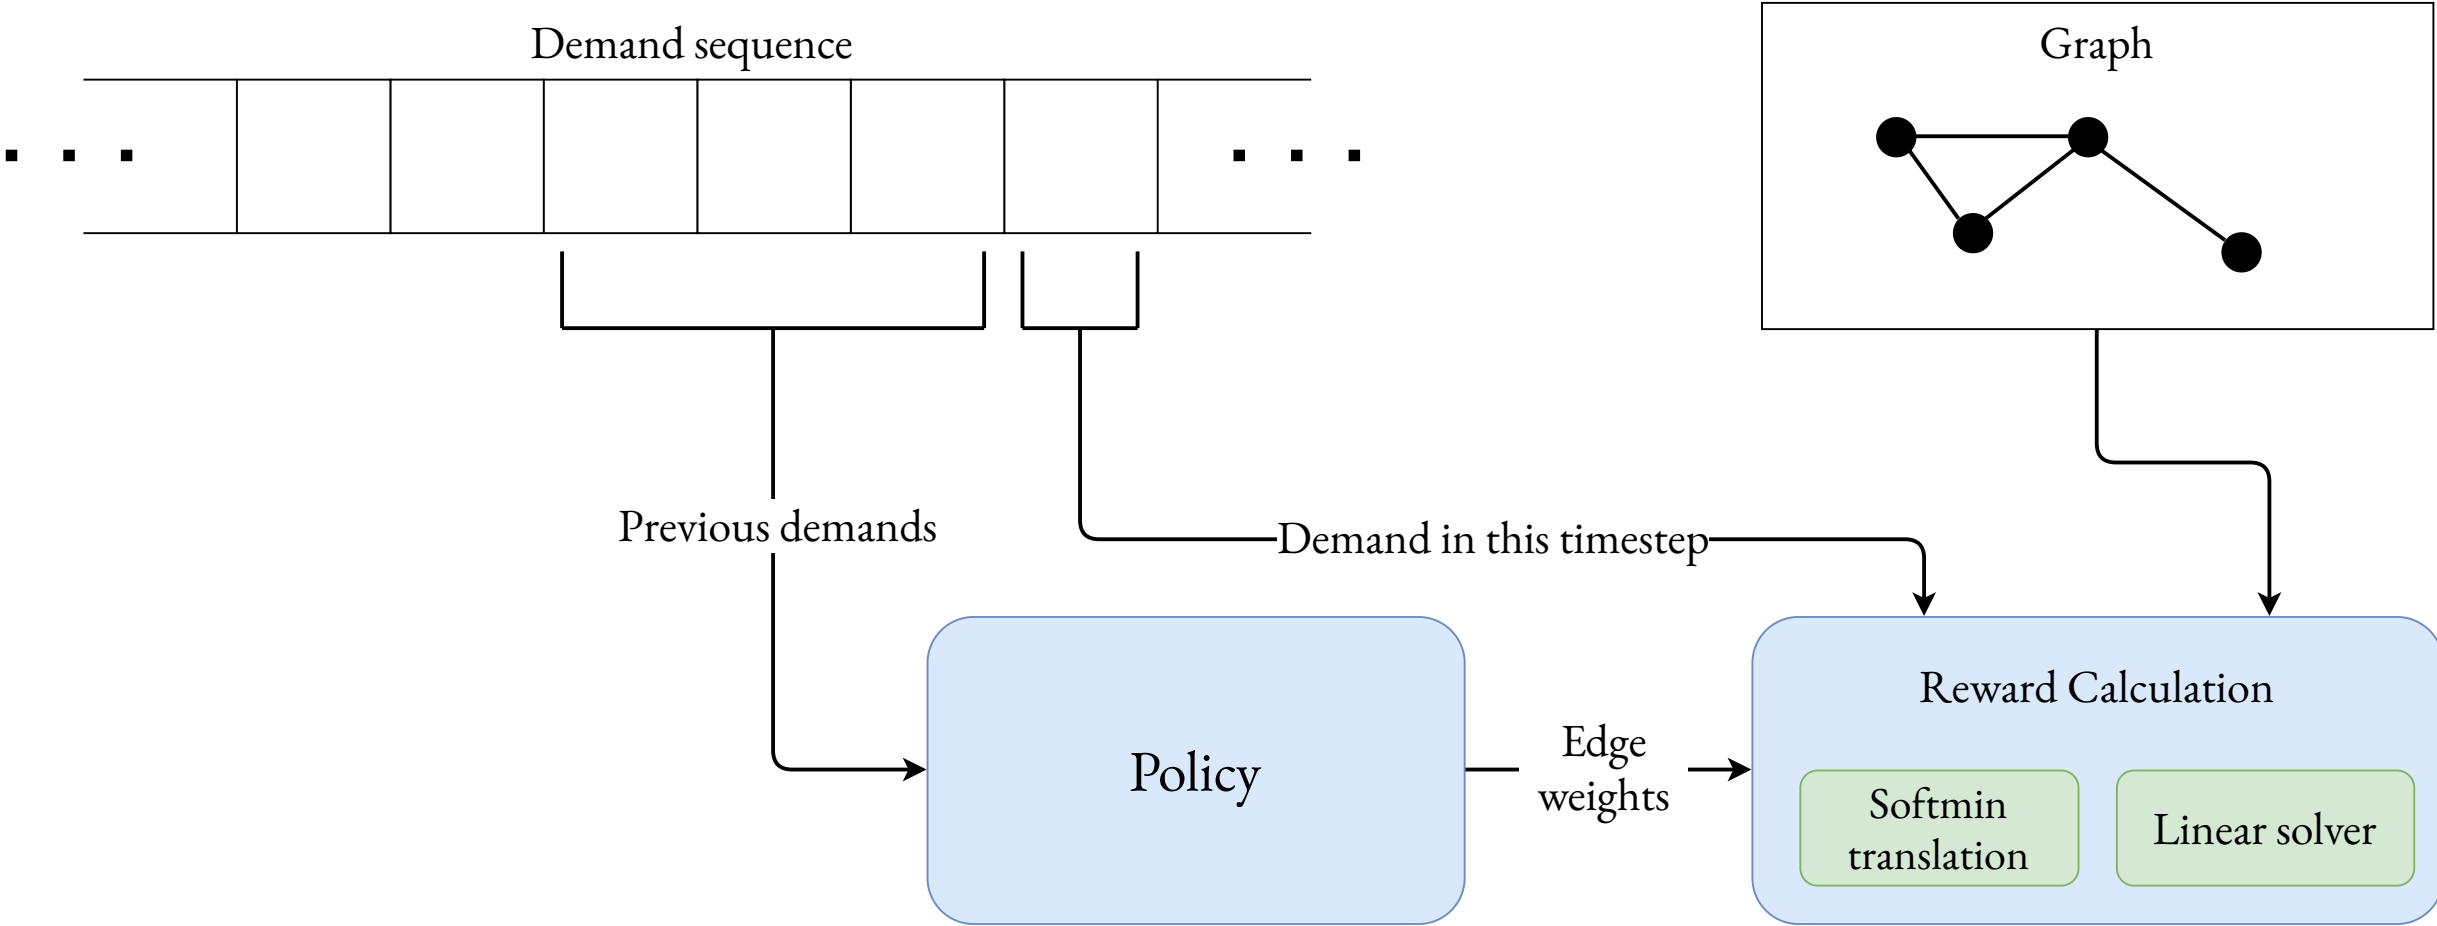 Demand sequence
Graph
Previous demands
Demand in this timestep
Policy
Edge
weights
Reward Calculation
Softmin
translation
Linear solver